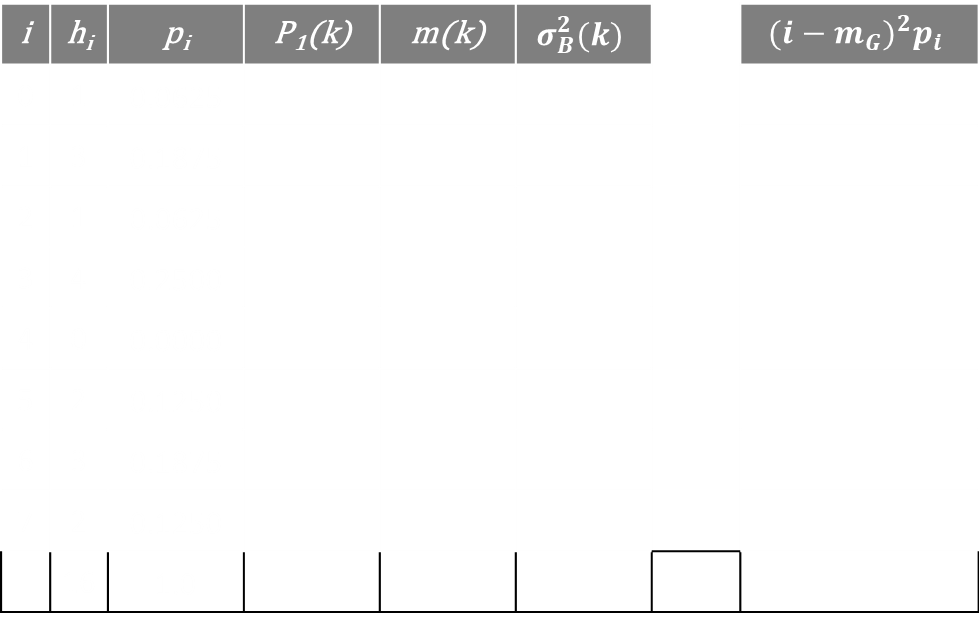 i h_i p_i P_1(k) m(k) σ_B^2(k) (i − m_G)^2 p_i